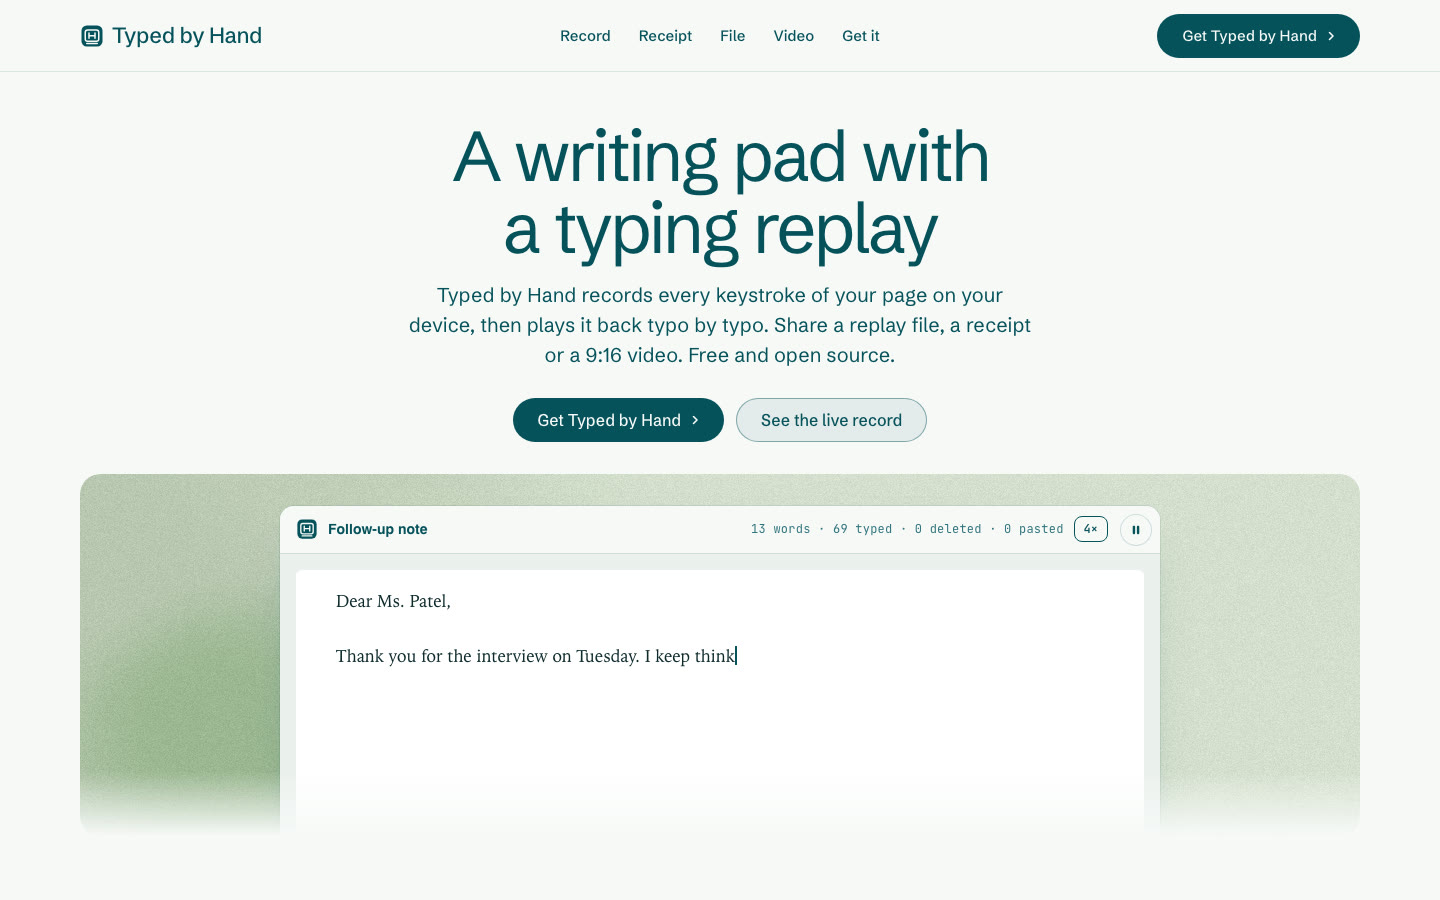 Typed by Hand
Record
Receipt
File
Video
Get it
Get Typed by Hand
A writing pad with
a typing replay
Typed by Hand records every keystroke of your page on your
device, then plays it back typo by typo. Share a replay file, a receipt
or a 9:16 video. Free and open source.
Get Typed by Hand
See the live record
Follow-up note
13 words · 69 typed · 0 deleted · 0 pasted
4×
Dear Ms. Patel,
Thank you for the interview on Tuesday. I keep think